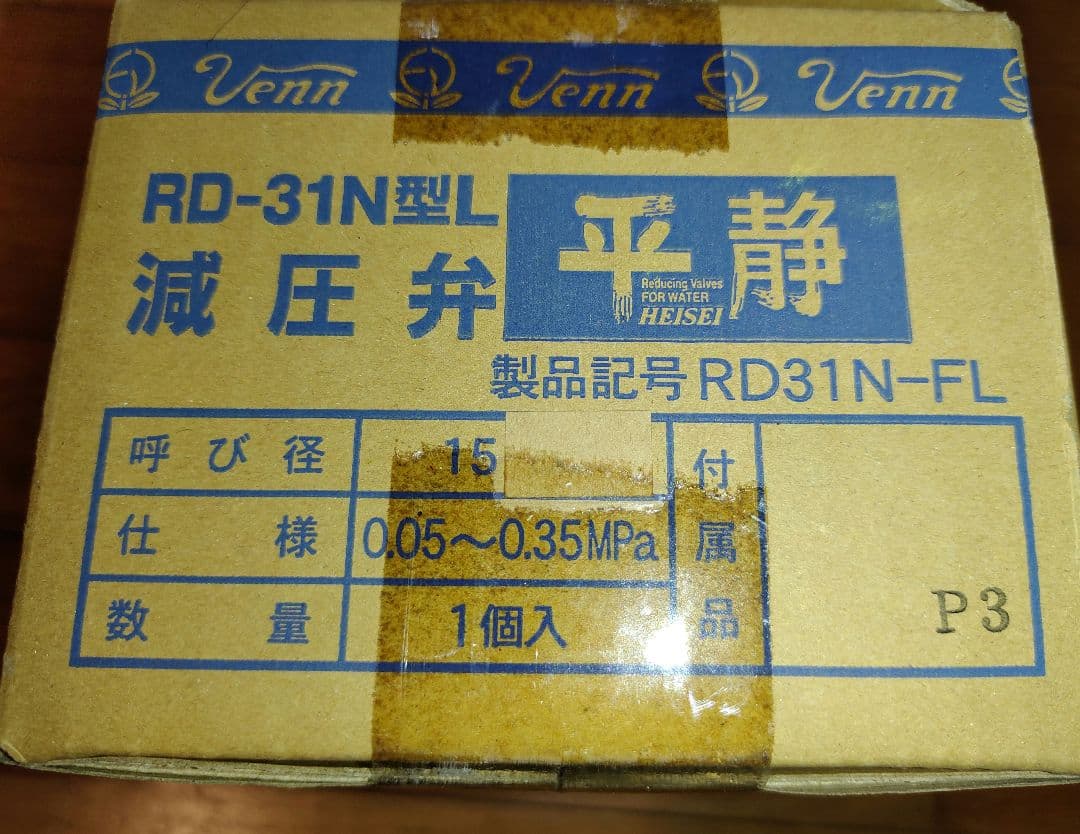 Venn Venn Venn
RD-31N型L
減圧弁
平静
Reducing Valves
FOR WATER
HEISEI
製品記号 RD31N-FL
呼び径 15
仕様 0.05～0.35MPa
数量 1個入
付属品 P3